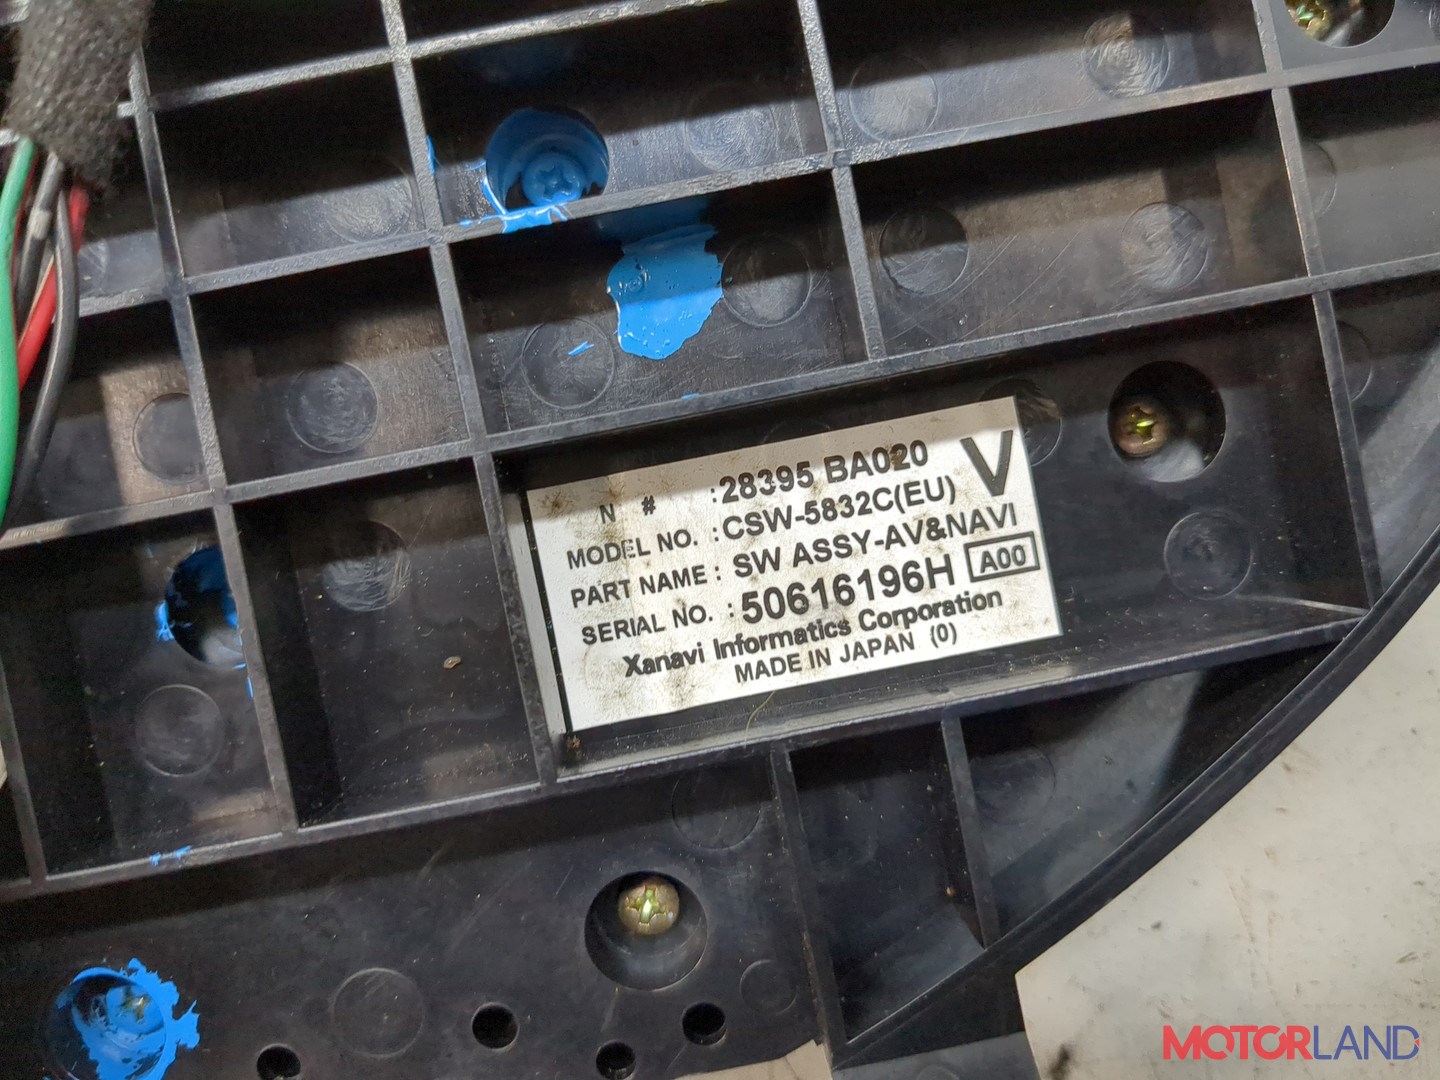 N # : 28395 BA020 V
MODEL NO. : CSW-5832C(EU)
PART NAME : SW ASSY-AV&NAVI
SERIAL NO. : 50616196H A00
Xanavi Informatics Corporation
MADE IN JAPAN (0)
MOTORLAND